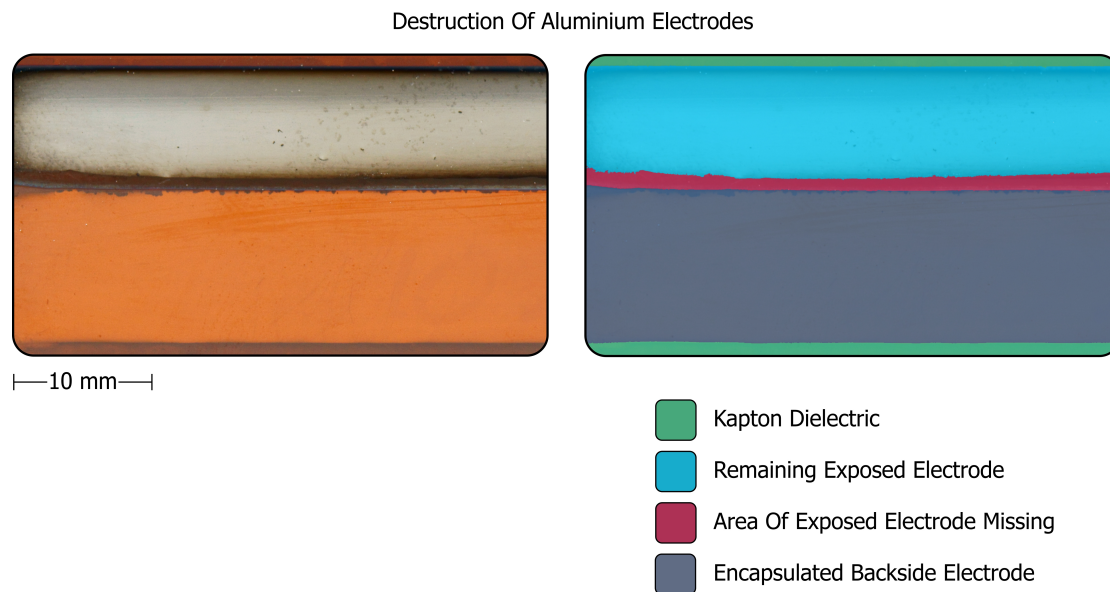 Destruction Of Aluminium Electrodes
10 mm
Kapton Dielectric
Remaining Exposed Electrode
Area Of Exposed Electrode Missing
Encapsulated Backside Electrode